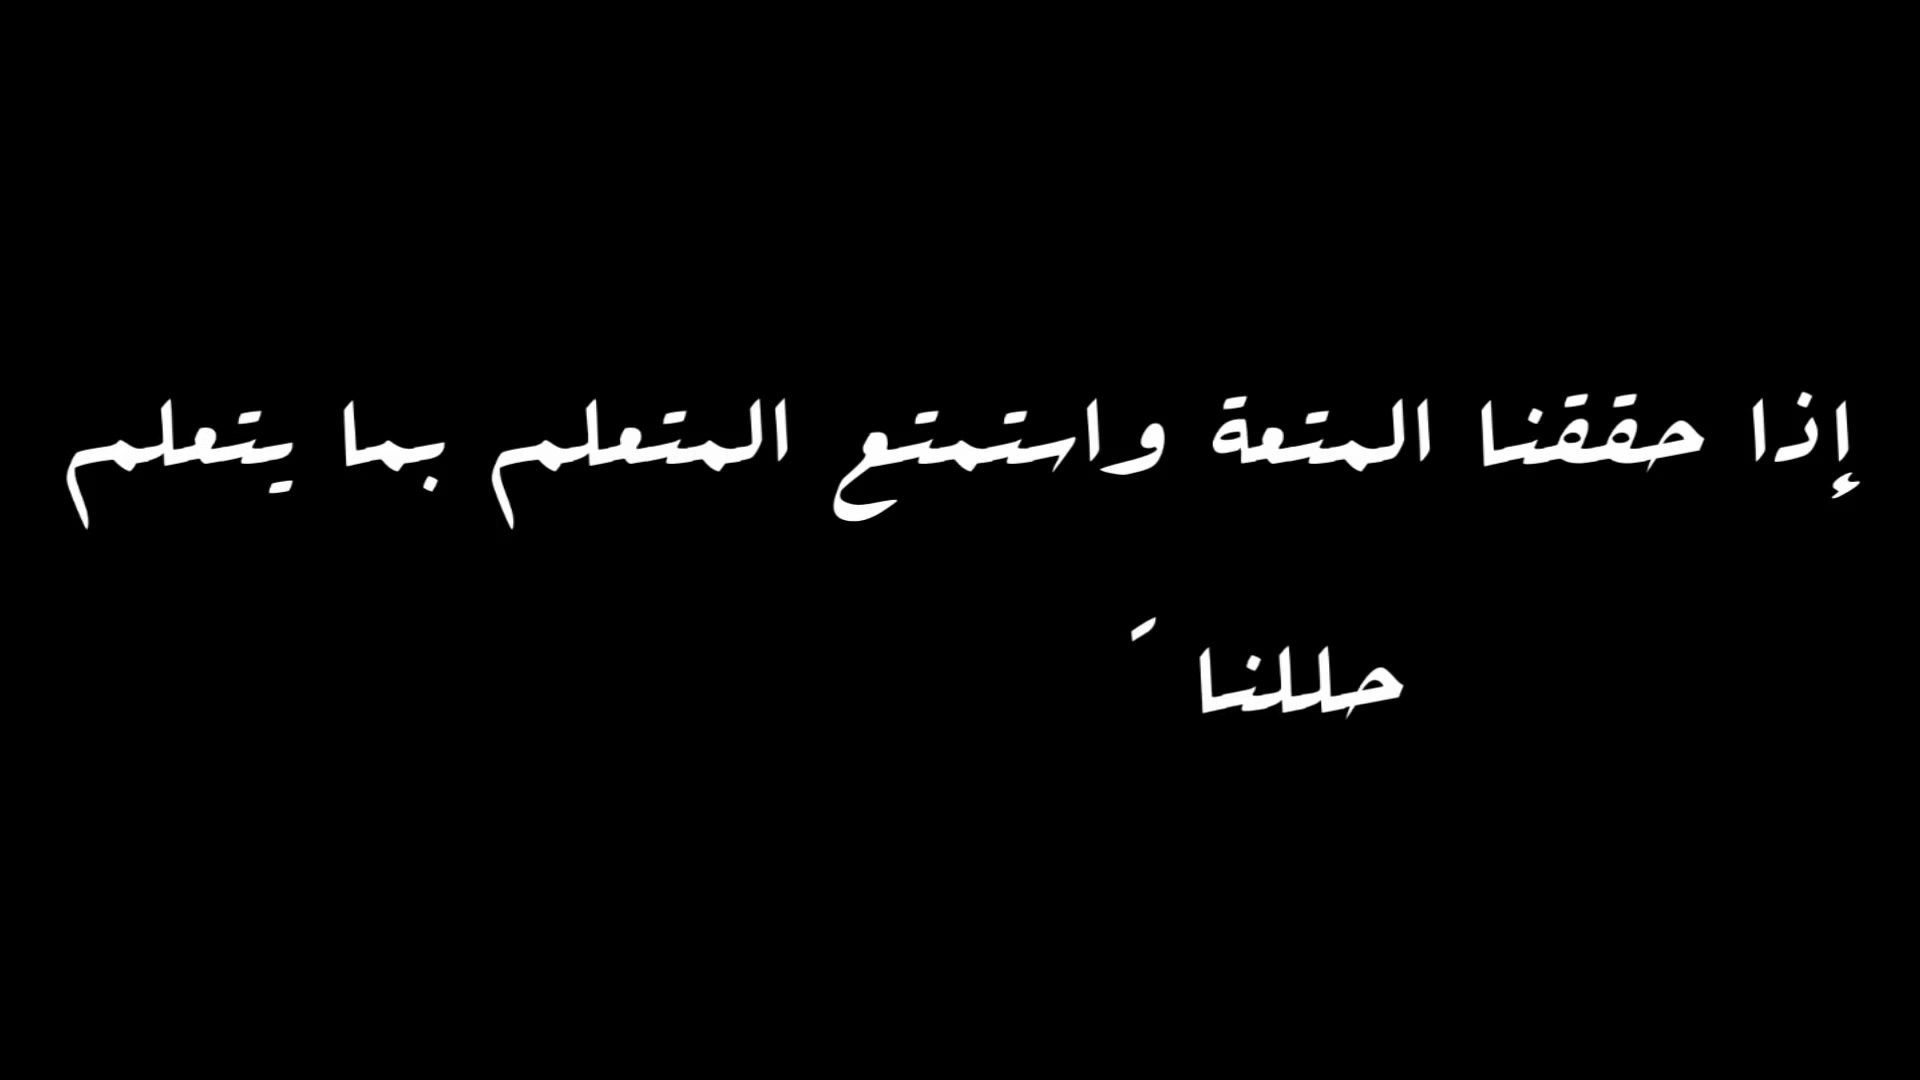 إذا حققنا المتعة واستمتع المتعلم بما يتعلم
حللنا َ